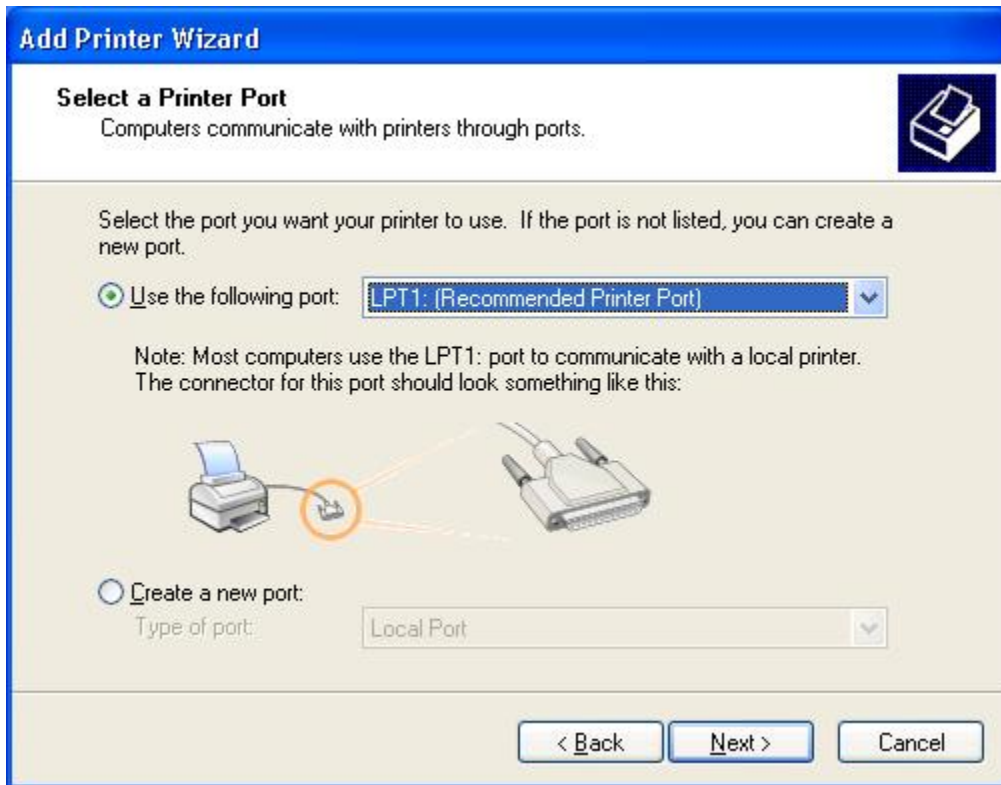 Add Printer Wizard
Select a Printer Port
Computers communicate with printers through ports.
Select the port you want your printer to use.  If the port is not listed, you can create a
new port.
Use the following port: LPT1: (Recommended Printer Port)
Note: Most computers use the LPT1: port to communicate with a local printer.
The connector for this port should look something like this:
Create a new port:
Type of port: Local Port
< Back Next > Cancel